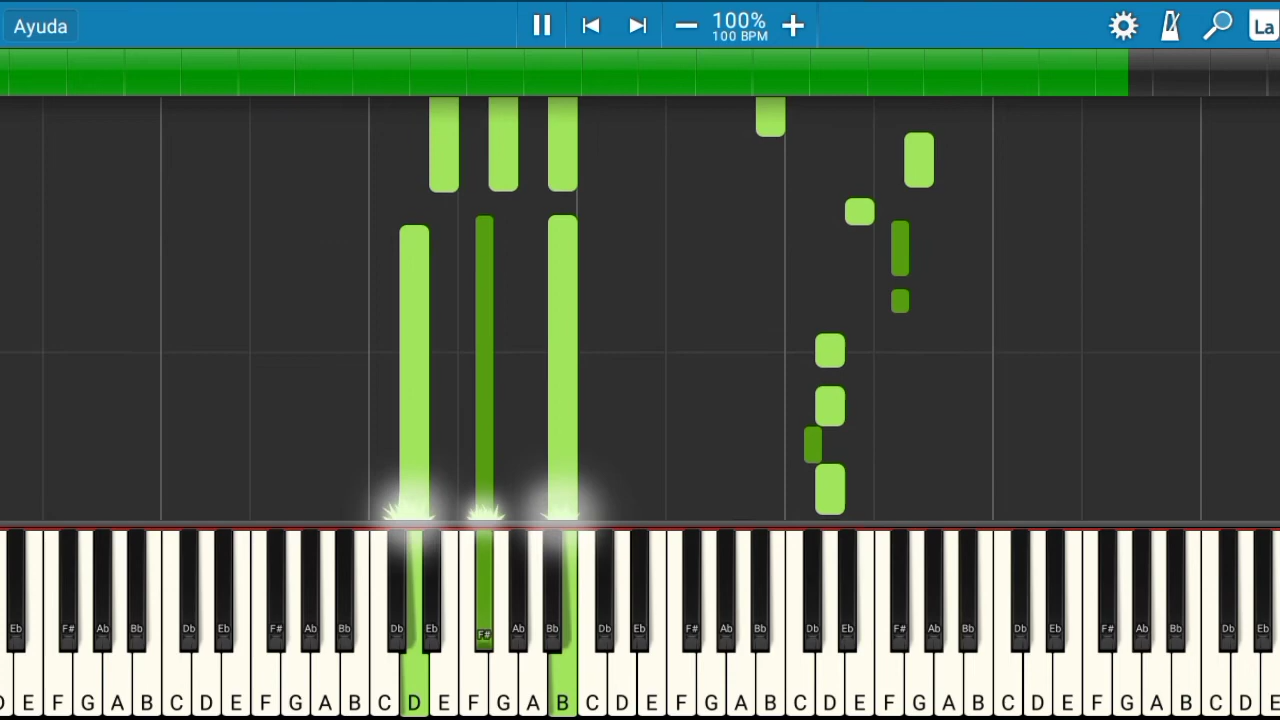 Ayuda
100%
100 BPM
La
Eb F# Ab Bb Db Eb F# Ab Bb Db Eb F# Ab Bb Db Eb F# Ab Bb Db Eb F# Ab Bb Db Eb F# Ab Bb Db Eb
D E F G A B C D E F G A B C D E F G A B C D E F G A B C D E F G A B C D E F G A B C D E